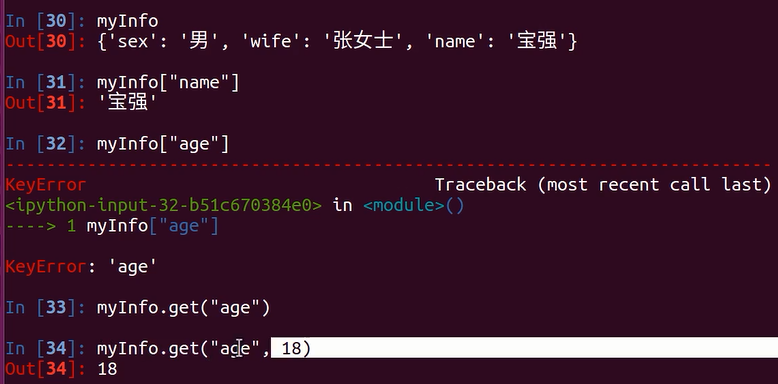 In [30]: myInfo
Out[30]: {'sex': '男', 'wife': '张女士', 'name': '宝强'}
In [31]: myInfo["name"]
Out[31]: '宝强'
In [32]: myInfo["age"]
---------------------------------------------------------------------------
KeyError                                  Traceback (most recent call last)
<ipython-input-32-b51c670384e0> in <module>()
----> 1 myInfo["age"]
KeyError: 'age'
In [33]: myInfo.get("age")
In [34]: myInfo.get("age", 18)
Out[34]: 18